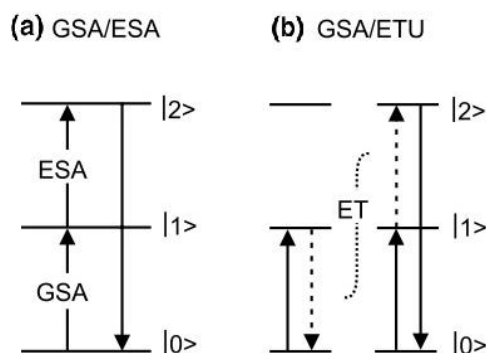 (a) GSA/ESA
(b) GSA/ETU
|2>
ESA
|1>
GSA
|0>
|2>
ET
|1>
|0>